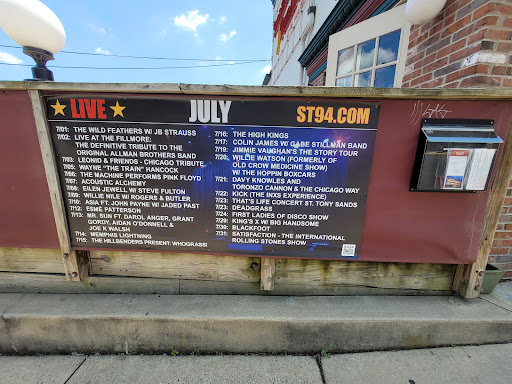 LIVE
JULY
ST94.COM
7/01: THE WILD FEATHERS W/ JB STRAUSS
7/02: LIVE AT THE FILLMORE:
THE DEFINITIVE TRIBUTE TO THE
ORIGINAL ALLMAN BROTHERS BAND
7/03: LEONID & FRIENDS - CHICAGO TRIBUTE
7/05: WAYNE "THE TRAIN" HANCOCK
7/06: THE MACHINE PERFORMS PINK FLOYD
7/07: ACOUSTIC ALCHEMY
7/08: EILEN JEWELL W/ STEVE FULTON
7/09: WILLIE NILE W/ ROGERS & BUTLER
7/10: ASIA FT. JOHN PAYNE W/ JADED PAST
7/12: ESMÉ PATTERSON
7/13: MR. SUN FT. DAROL ANGER, GRANT
GORDY, AIDAN O'DONNELL &
JOE K WALSH
7/14: MEMPHIS LIGHTNING
7/15: THE HILLBENDERS PRESENT: WHOGRASS!
7/16: THE HIGH KINGS
7/17: COLIN JAMES W/ GABE STILLMAN BAND
7/19: JIMMIE VAUGHAN'S THE STORY TOUR
7/20: WILLIE WATSON (FORMERLY OF
OLD CROW MEDICINE SHOW)
W/ THE HOPPIN BOXCARS
7/21: DAVY KNOWLES AND
TORONZO CANNON & THE CHICAGO WAY
7/22: KICK (THE INXS EXPERIENCE)
7/23: THAT'S LIFE CONCERT ST. TONY SANDS
7/23: DEADGRASS
7/24: FIRST LADIES OF DISCO SHOW
7/29: KING'S X W/ BIG HANDSOME
7/30: BLACKFOOT
7/31: SATISFACTION - THE INTERNATIONAL
ROLLING STONES SHOW